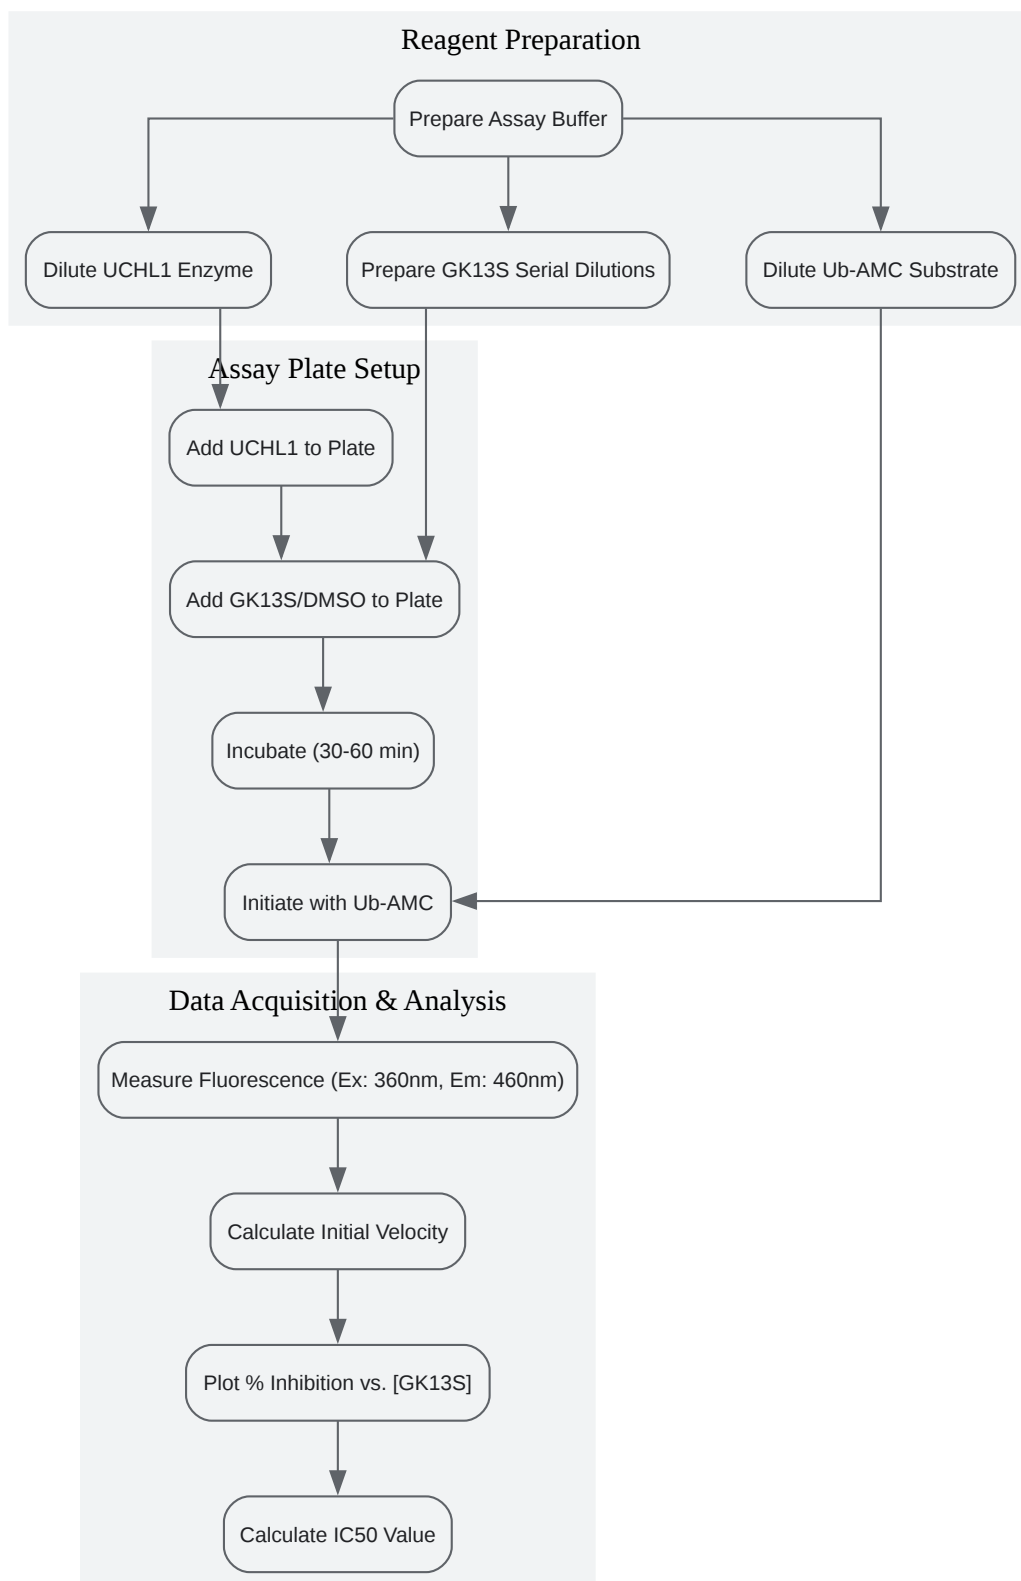 Reagent Preparation
Prepare Assay Buffer
Dilute UCHL1 Enzyme
Prepare GK13S Serial Dilutions
Dilute Ub-AMC Substrate
Assay Plate Setup
Add UCHL1 to Plate
Add GK13S/DMSO to Plate
Incubate (30-60 min)
Initiate with Ub-AMC
Data Acquisition & Analysis
Measure Fluorescence (Ex: 360nm, Em: 460nm)
Calculate Initial Velocity
Plot % Inhibition vs. [GK13S]
Calculate IC50 Value